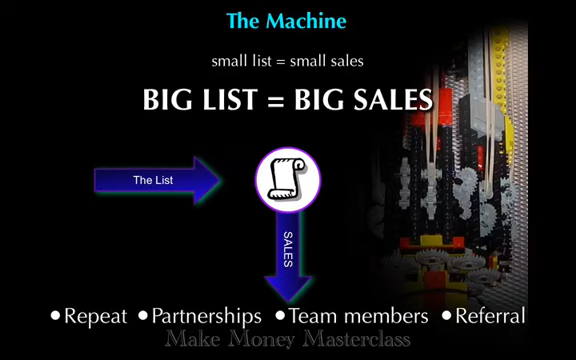 The Machine
small list = small sales
BIG LIST = BIG SALES
The List
SALES
•Repeat •Partnerships •Team members •Referral
Make Money Masterclass